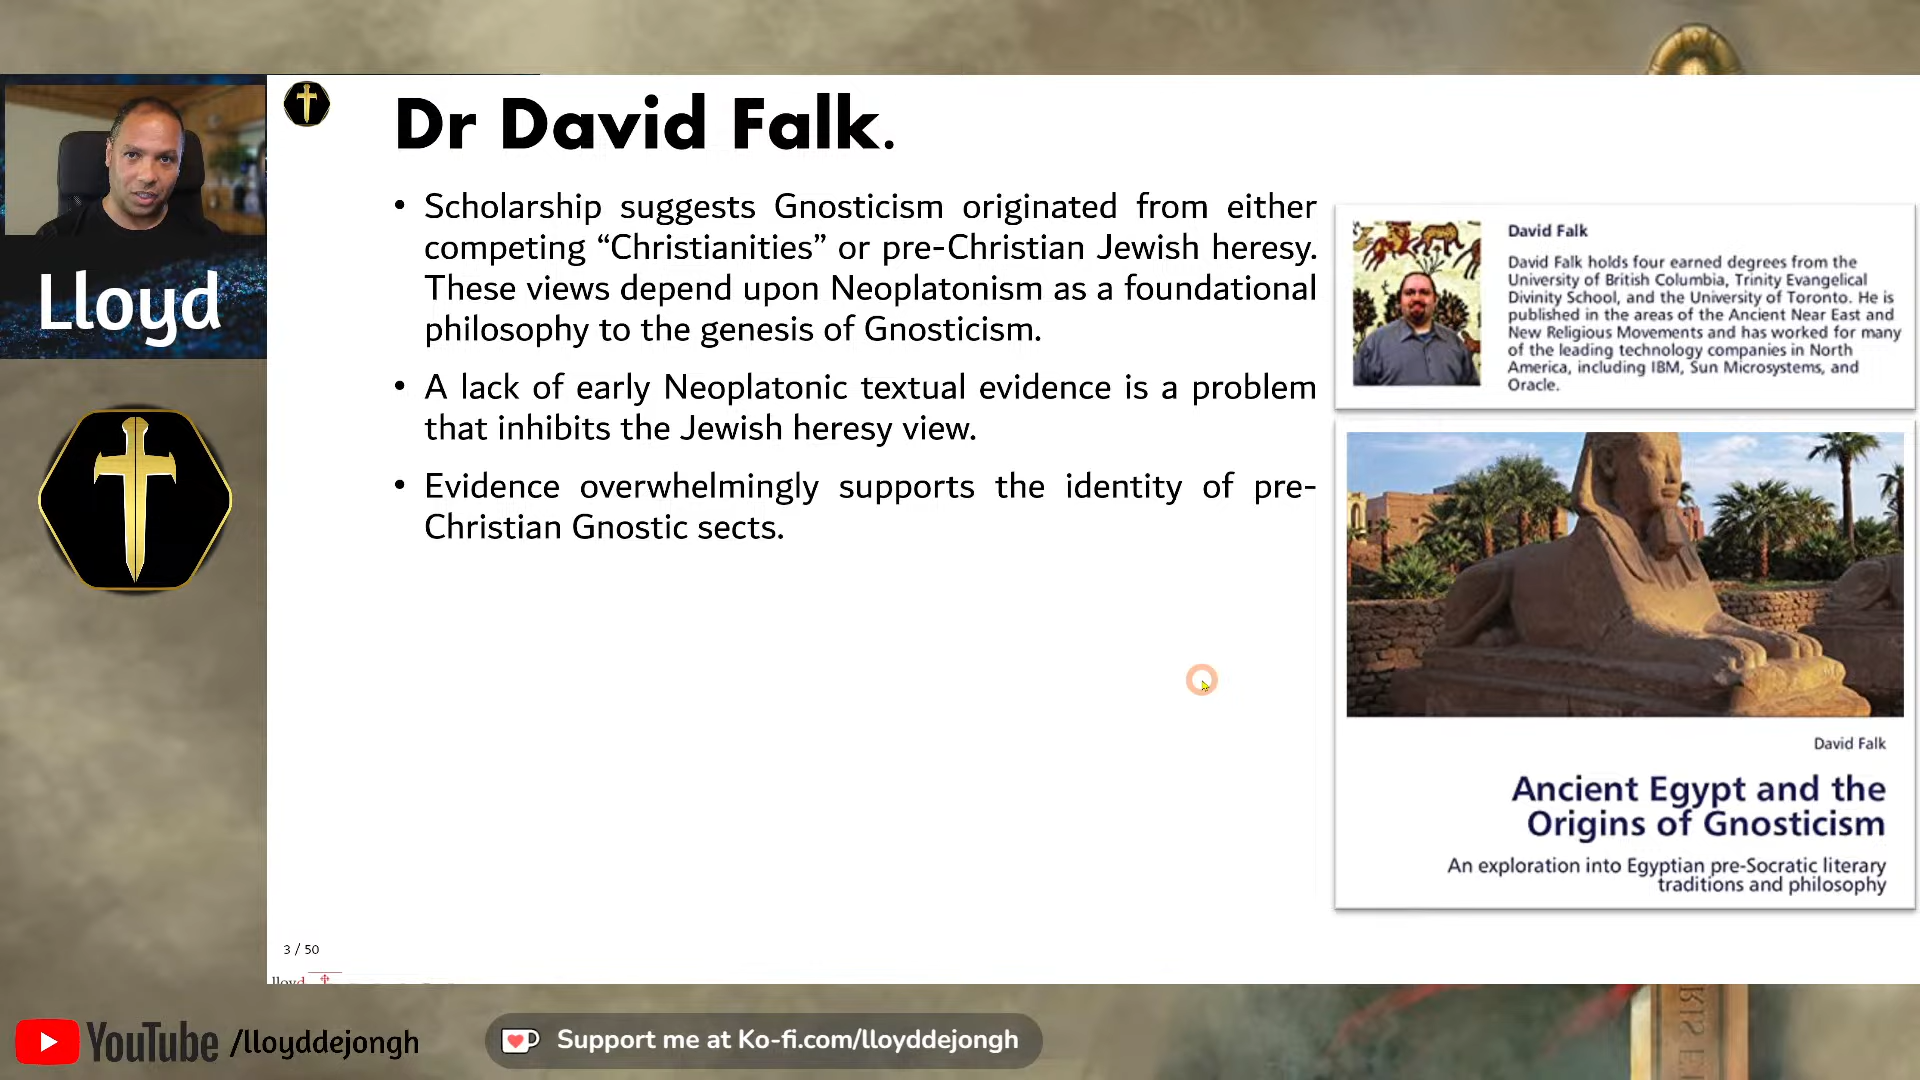 Dr David Falk.
• Scholarship suggests Gnosticism originated from either
competing “Christianities” or pre-Christian Jewish heresy.
These views depend upon Neoplatonism as a foundational
philosophy to the genesis of Gnosticism.
• A lack of early Neoplatonic textual evidence is a problem
that inhibits the Jewish heresy view.
• Evidence overwhelmingly supports the identity of pre-
Christian Gnostic sects.
David Falk
David Falk holds four earned degrees from the
University of British Columbia, Trinity Evangelical
Divinity School, and the University of Toronto. He is
published in the areas of the Ancient Near East and
New Religious Movements and has worked for many
of the leading technology companies in North
America, including IBM, Sun Microsystems, and
Oracle.
David Falk
Ancient Egypt and the
Origins of Gnosticism
An exploration into Egyptian pre-Socratic literary
traditions and philosophy
Lloyd
3 / 50
lloyd
YouTube /lloyddejongh
Support me at Ko-fi.com/lloyddejongh